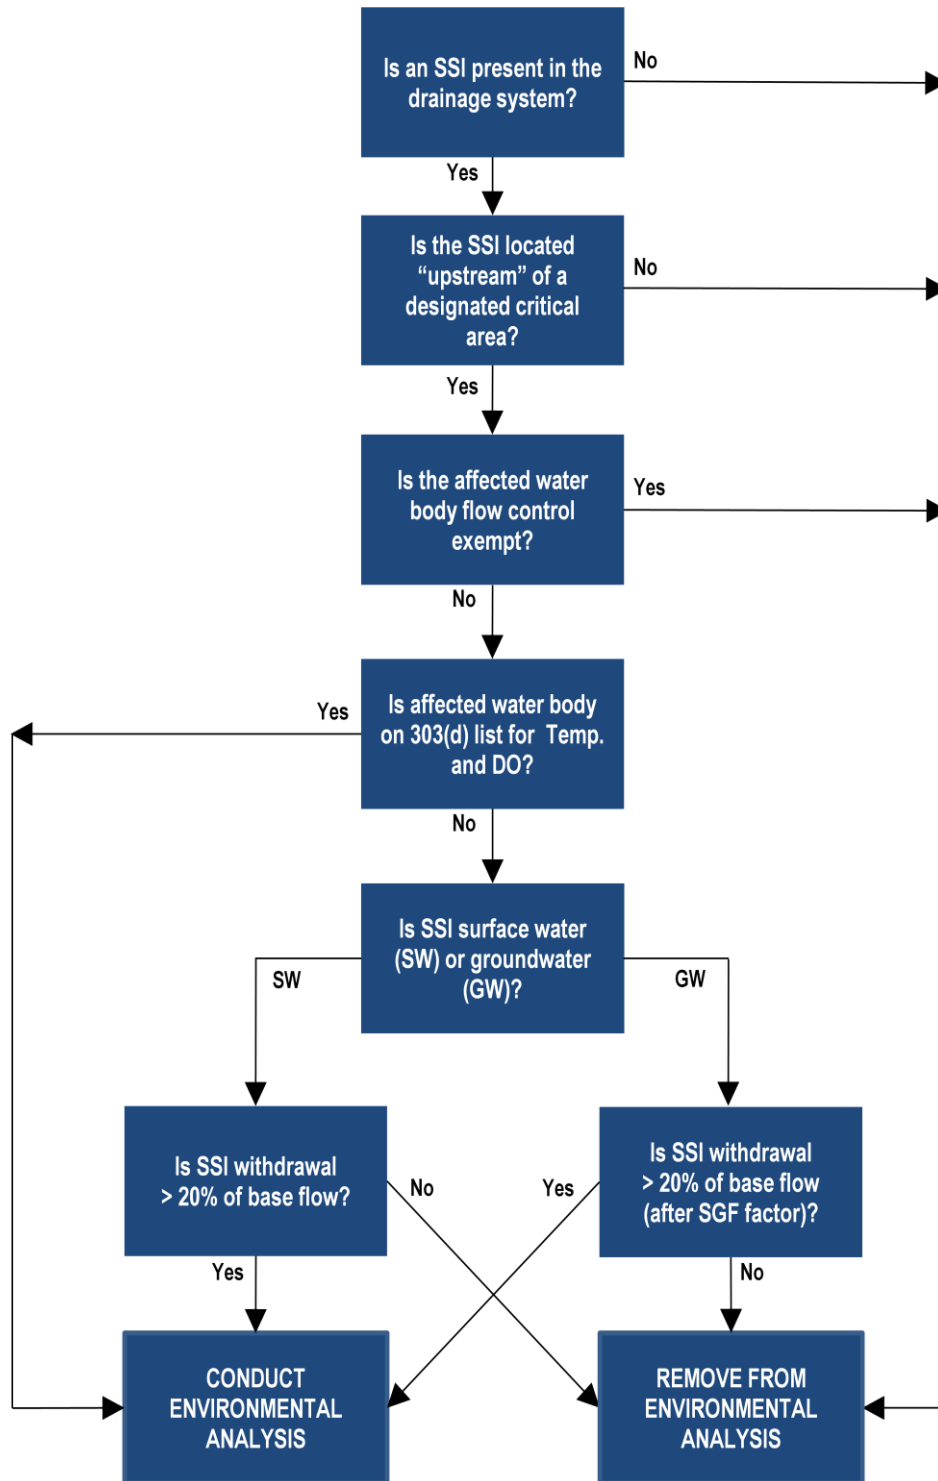 Is an SSI present in the
drainage system?
No
Yes
Is the SSI located
“upstream” of a
designated critical
area?
No
Yes
Is the affected water
body flow control
exempt?
Yes
No
Is affected water body
on 303(d) list for Temp.
and DO?
Yes
No
Is SSI surface water
(SW) or groundwater
(GW)?
SW
GW
Is SSI withdrawal
> 20% of base flow?
No
Yes
Is SSI withdrawal
> 20% of base flow
(after SGF factor)?
Yes
No
CONDUCT
ENVIRONMENTAL
ANALYSIS
REMOVE FROM
ENVIRONMENTAL
ANALYSIS